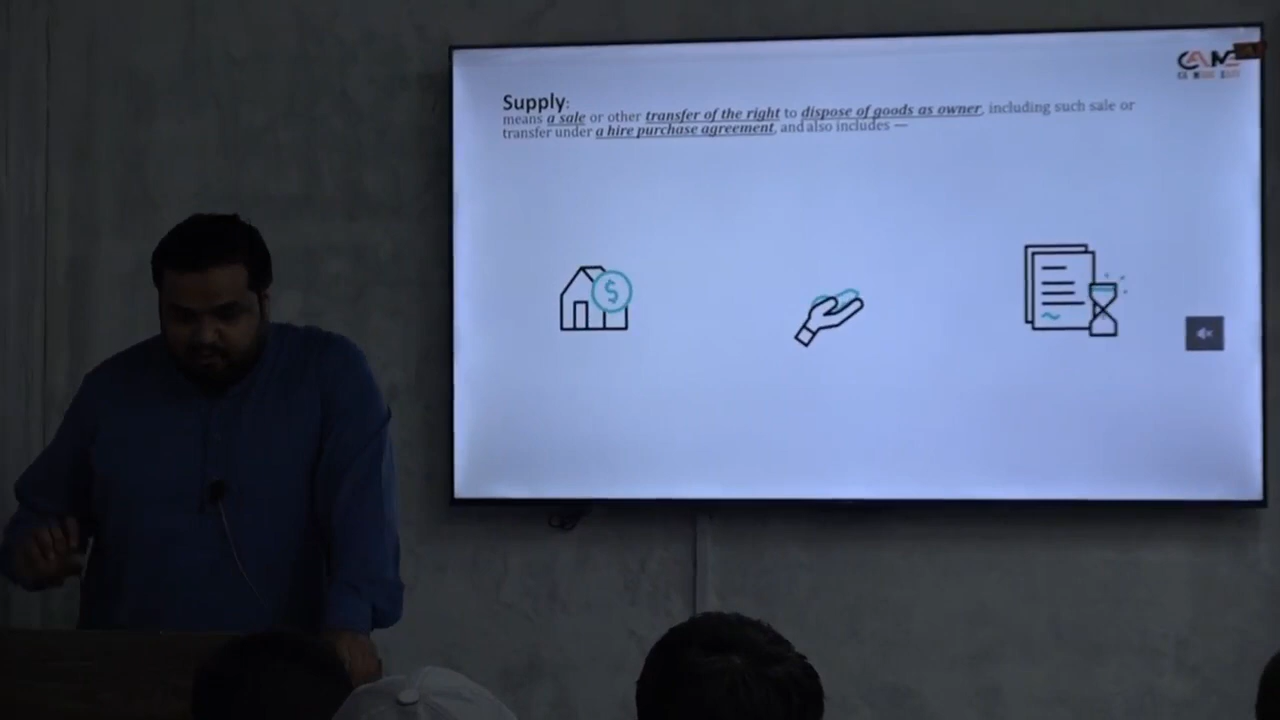 Supply:
means a sale or other transfer of the right to dispose of goods as owner, including such sale or
transfer under a hire purchase agreement, and also includes —
$